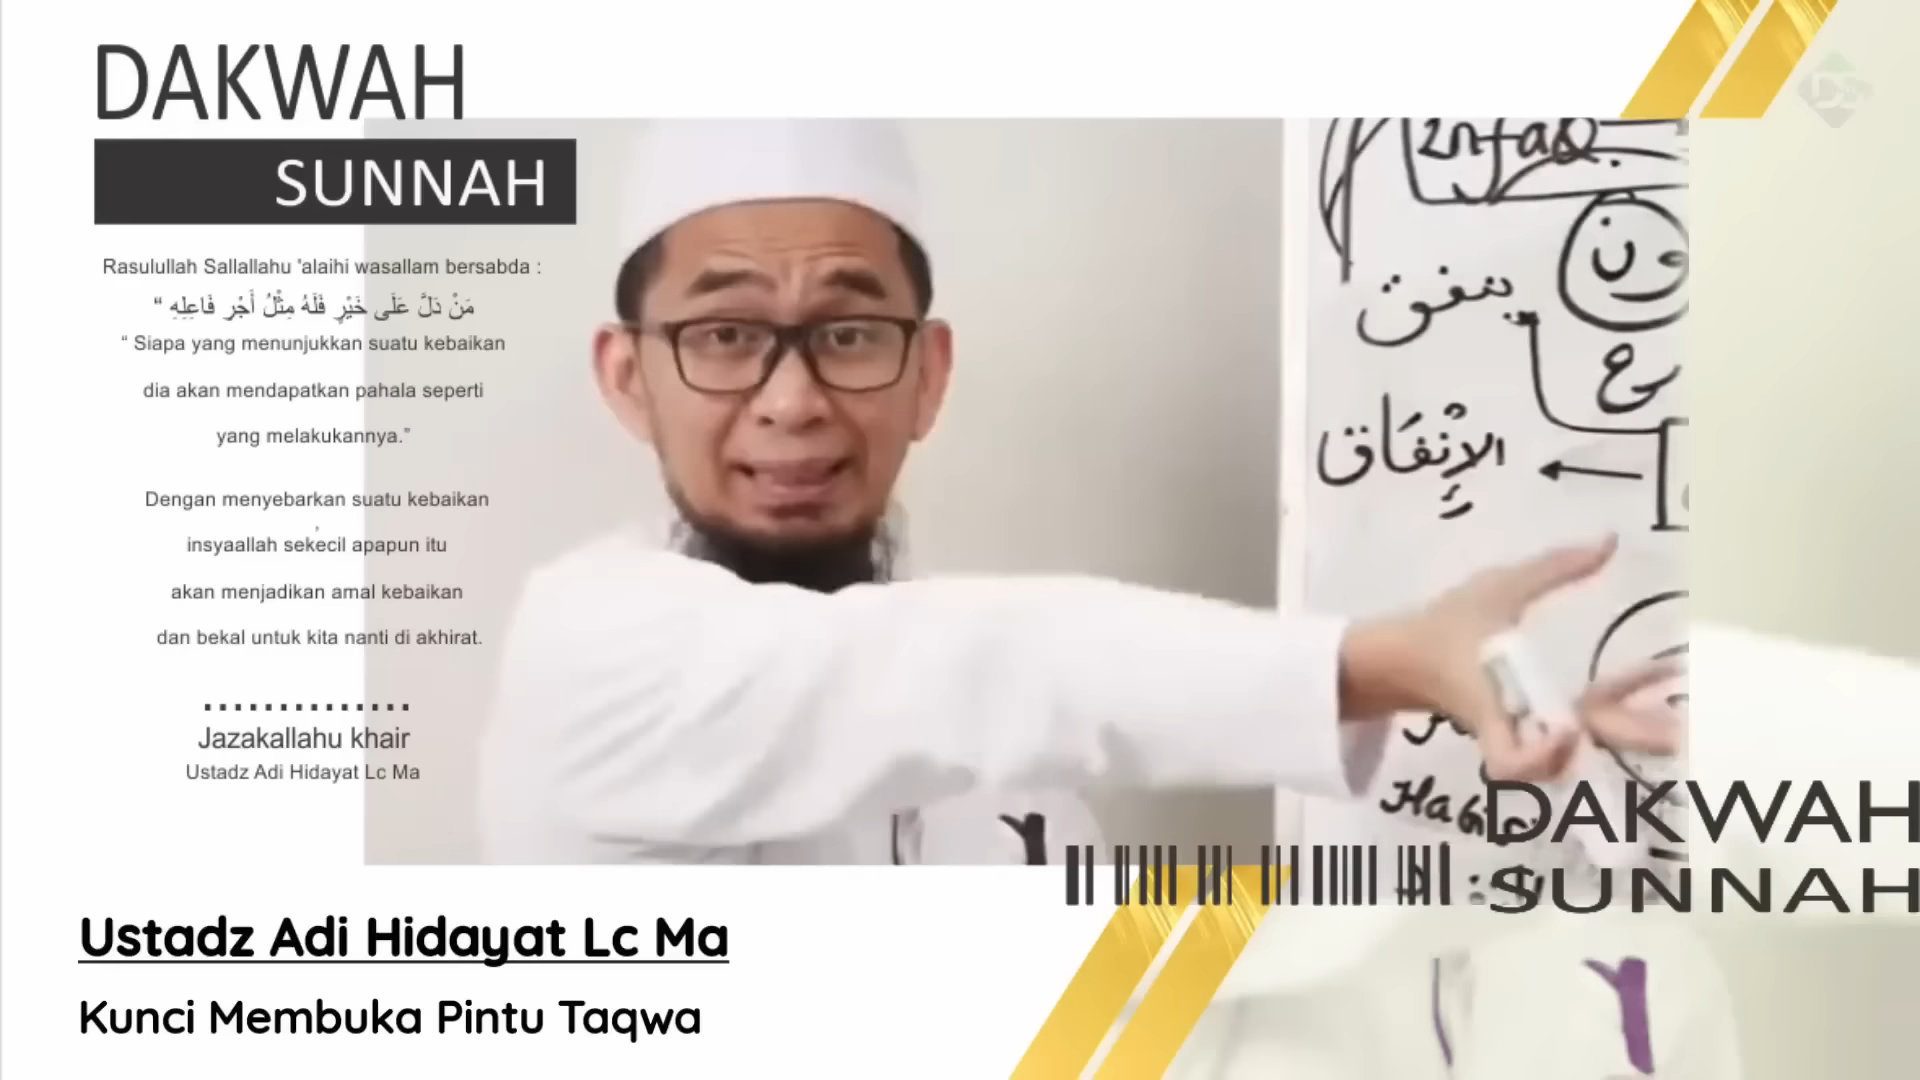 DAKWAH
SUNNAH
Rasulullah Sallallahu 'alaihi wasallam bersabda :
مَنْ دَلَّ عَلَى خَيْرٍ فَلَهُ مِثْلُ أَجْرِ فَاعِلِهِ “
“ Siapa yang menunjukkan suatu kebaikan
dia akan mendapatkan pahala seperti
yang melakukannya.”
Dengan menyebarkan suatu kebaikan
insyaallah sekecil apapun itu
akan menjadikan amal kebaikan
dan bekal untuk kita nanti di akhirat.
..............
Jazakallahu khair
Ustadz Adi Hidayat Lc Ma
Infaq.
ون
ينفق
الإِنْفَاق
DAKWAH
SUNNAH
Ustadz Adi Hidayat Lc Ma
Kunci Membuka Pintu Taqwa